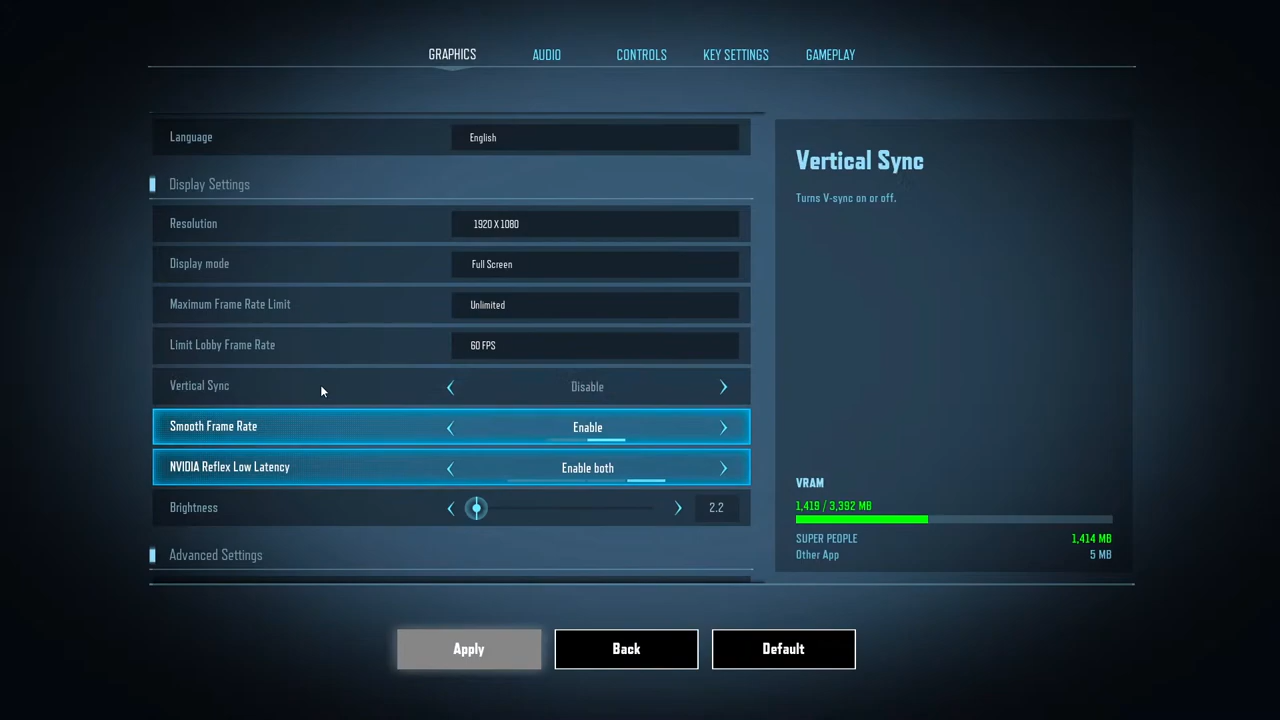 GRAPHICS AUDIO CONTROLS KEY SETTINGS GAMEPLAY
Language English
Display Settings
Resolution 1920 X 1080
Display mode Full Screen
Maximum Frame Rate Limit Unlimited
Limit Lobby Frame Rate 60 FPS
Vertical Sync Disable
Smooth Frame Rate Enable
NVIDIA Reflex Low Latency Enable both
Brightness 2.2
Advanced Settings
Vertical Sync
Turns V-sync on or off.
VRAM
1,419 / 3,392 MB
SUPER PEOPLE 1,414 MB
Other App 5 MB
Apply Back Default